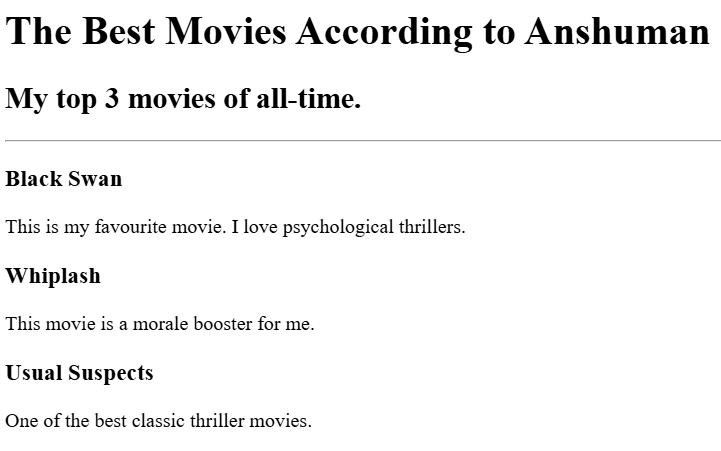 The Best Movies According to Anshuman
My top 3 movies of all-time.
Black Swan
This is my favourite movie. I love psychological thrillers.
Whiplash
This movie is a morale booster for me.
Usual Suspects
One of the best classic thriller movies.